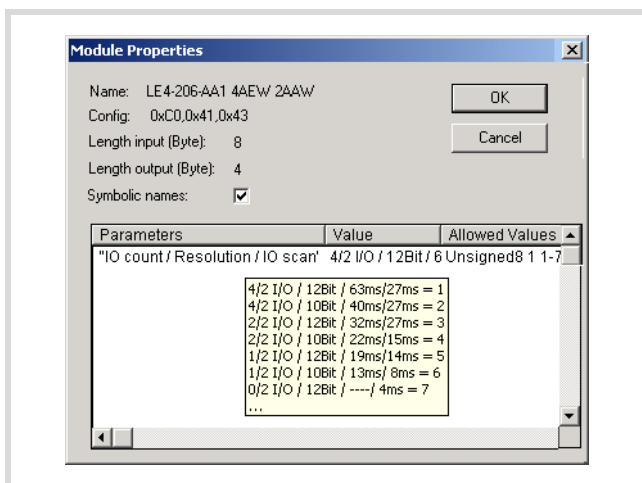 Module Properties
Name: LE4-206-AA1 4AEW 2AAW
OK
Config: 0xC0,0x41,0x43
Length input (Byte): 8
Cancel
Length output (Byte): 4
Symbolic names:
Parameters Value Allowed Values
"IO count / Resolution / IO scan' 4/2 I/O / 12Bit / 6 Unsigned8 1 1-7
4/2 I/O / 12Bit / 63ms/27ms = 1
4/2 I/O / 10Bit / 40ms/27ms = 2
2/2 I/O / 12Bit / 32ms/27ms = 3
2/2 I/O / 10Bit / 22ms/15ms = 4
1/2 I/O / 12Bit / 19ms/14ms = 5
1/2 I/O / 10Bit / 13ms/ 8ms = 6
0/2 I/O / 12Bit / ----/ 4ms = 7
...